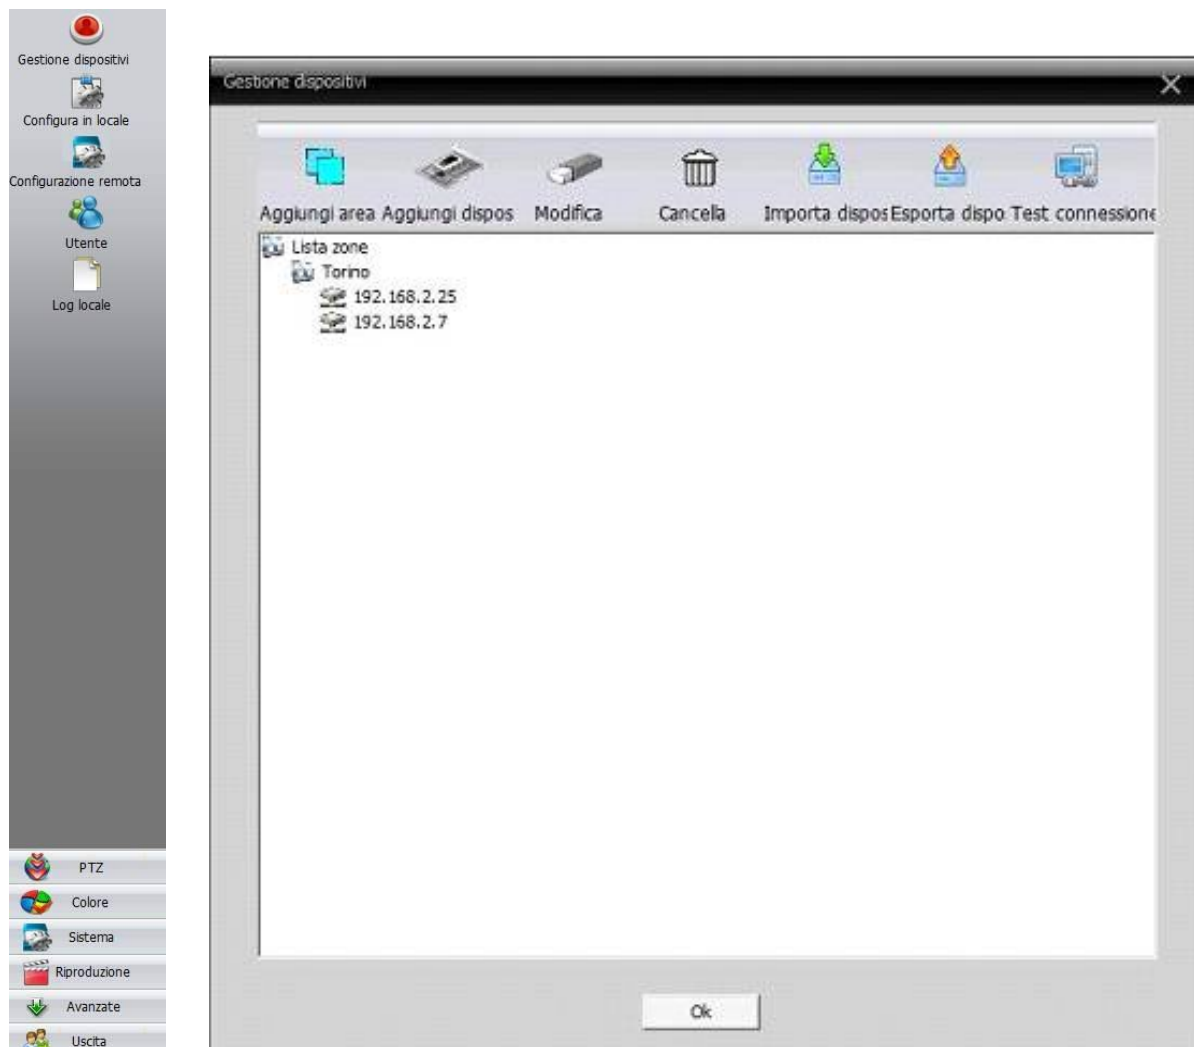 Gestione dispositivi
Configura in locale
Configurazione remota
Utente
Log locale
PTZ
Colore
Sistema
Riproduzione
Avanzate
Uscita
Gestione dispositivi
Aggiungi area Aggiungi dispos Modifica Cancella Importa dispos Esporta dispo Test connessione
Lista zone
Torino
192.168.2.25
192.168.2.7
Ok